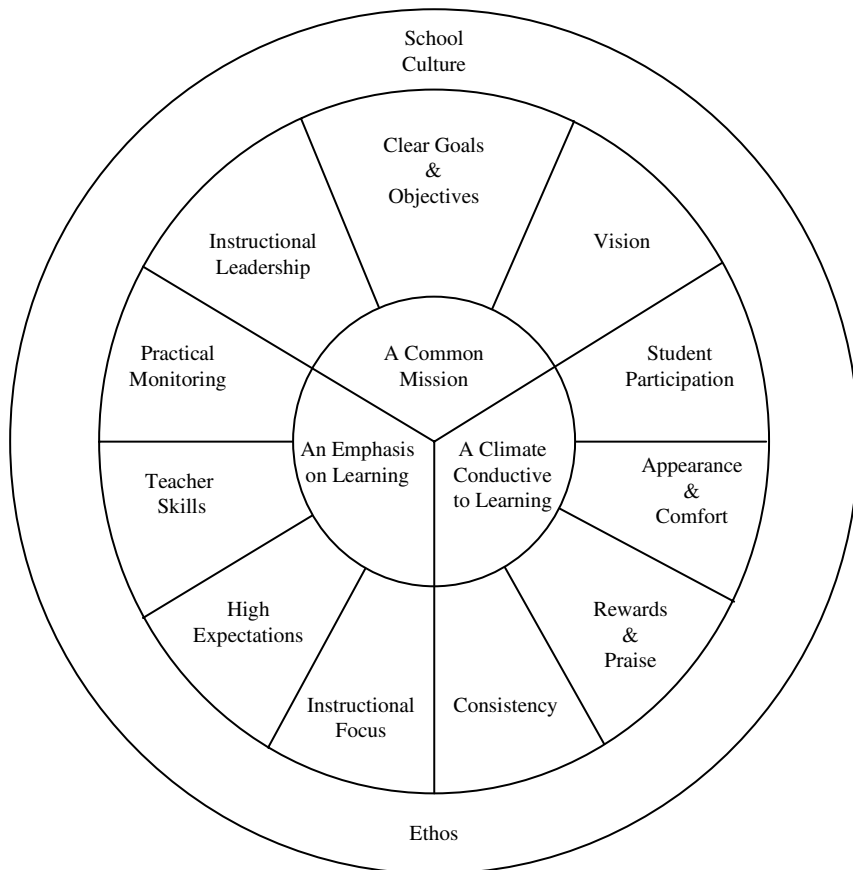 School
Culture
Clear Goals
&
Objectives
Instructional
Leadership
Vision
Practical
Monitoring
A Common
Mission
Student
Participation
An Emphasis
on Learning
A Climate
Conductive
to Learning
Appearance
&
Comfort
Teacher
Skills
High
Expectations
Rewards
&
Praise
Instructional
Focus
Consistency
Ethos